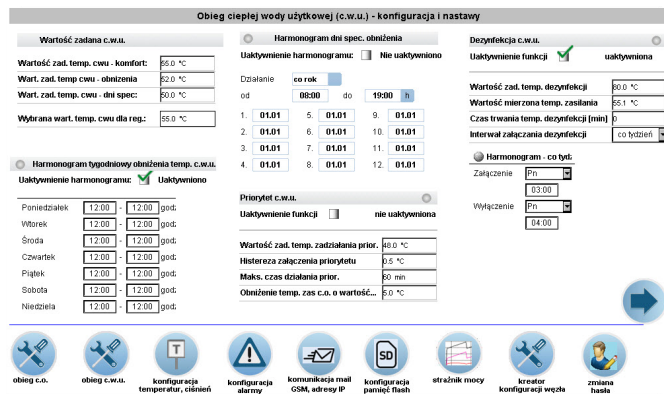 Obieg ciepłej wody użytkowej (c.w.u.) - konfiguracja i nastawy
Wartość zadana c.w.u.
Wartość zad. temp. cwu - komfort: 55.0 °C
Wart. zad. temp cwu - obnizenia 52.0 °C
Wart. zad. temp. cwu - dni spec: 50.0 °C
Wybrana wart. temp. cwu dla reg.: 55.0 °C
Harmonogram tygodniowy obniżenia temp. c.w.u.
Uaktywnienie harmonogramu: Uaktywniono
Poniedziałek 12:00 - 12:00 godz
Wtorek 12:00 - 12:00 godz
Środa 12:00 - 12:00 godz
Czwartek 12:00 - 12:00 godz
Piątek 12:00 - 12:00 godz
Sobota 12:00 - 12:00 godz
Niedziela 12:00 - 12:00 godz
Harmonogram dni spec. obniżenia
Uaktywnienie harmonogramu: Nie uaktywniono
Działanie co rok
od 08:00 do 19:00 h
1. 01.01 5. 01.01 9. 01.01
2. 01.01 6. 01.01 10. 01.01
3. 01.01 7. 01.01 11. 01.01
4. 01.01 8. 01.01 12. 01.01
Priorytet c.w.u.
Uaktywnienie funkcji nie uaktywniona
Wartość zad. temp. zadziałania prior. 48.0 °C
Histereza załączenia priorytetu 0.5 °C
Maks. czas działania prior. 60 min
Obniżenie temp. zas c.o. o wartość... 5.0 °C
Dezynfekcja c.w.u.
Uaktywnienie funkcji uaktywniona
Wartość zad. temp. dezynfekcji 80.0 °C
Wartość mierzona temp. zasilania 55.1 °C
Czas trwania temp. dezynfekcji [min] 0
Interwał załączania dezynfekcji co tydzień
Harmonogram - co tydz
Załączenie Pn
03:00
Wyłączenie Pn
04:00
T
SD
obieg c.o.
obieg c.w.u.
konfiguracja
temperatur, ciśnień
konfiguracja
alarmy
komunikacja mail
GSM, adresy IP
konfiguracja
pamięć flash
strażnik mocy
kreator
konfiguracji węzła
zmiana
hasła